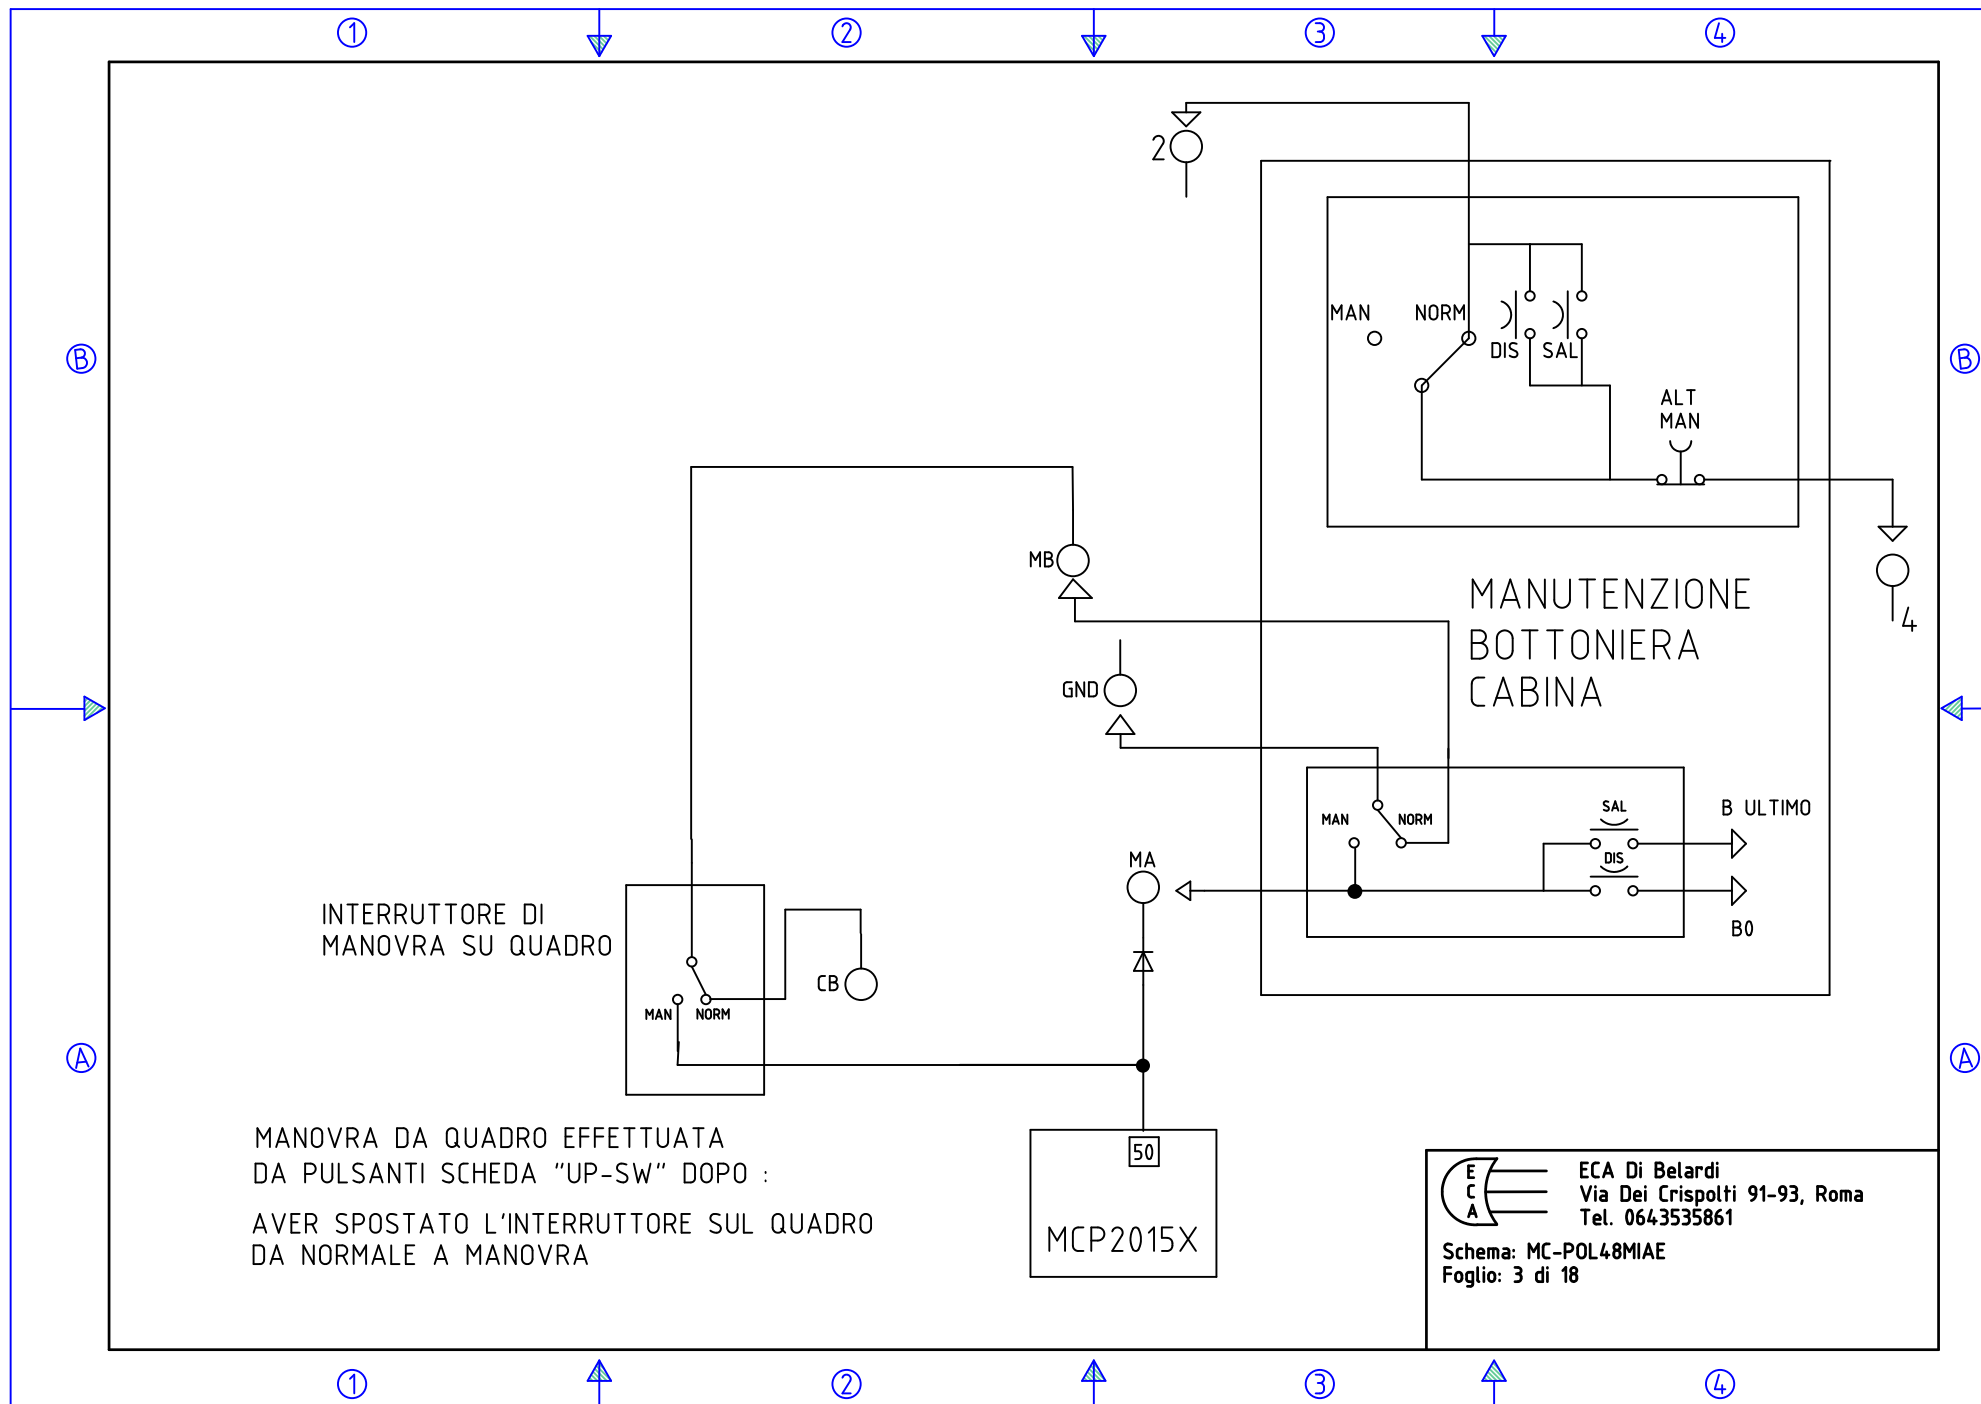 1
2
3
4
2
MAN
NORM
DIS
SAL
ALT
MAN
B
B
MB
4
MANUTENZIONE
BOTTONIERA
CABINA
GND
SAL
B ULTIMO
MAN
NORM
DIS
MA
B0
INTERRUTTORE DI
MANOVRA SU QUADRO
CB
MAN
NORM
A
A
MANOVRA DA QUADRO EFFETTUATA
DA PULSANTI SCHEDA "UP-SW" DOPO :
AVER SPOSTATO L'INTERRUTTORE SUL QUADRO
DA NORMALE A MANOVRA
50
MCP2015X
E
C
A
ECA Di Belardi
Via Dei Crispolti 91-93, Roma
Tel. 0643535861
Schema: MC-POL48MIAE
Foglio: 3 di 18
1
2
3
4